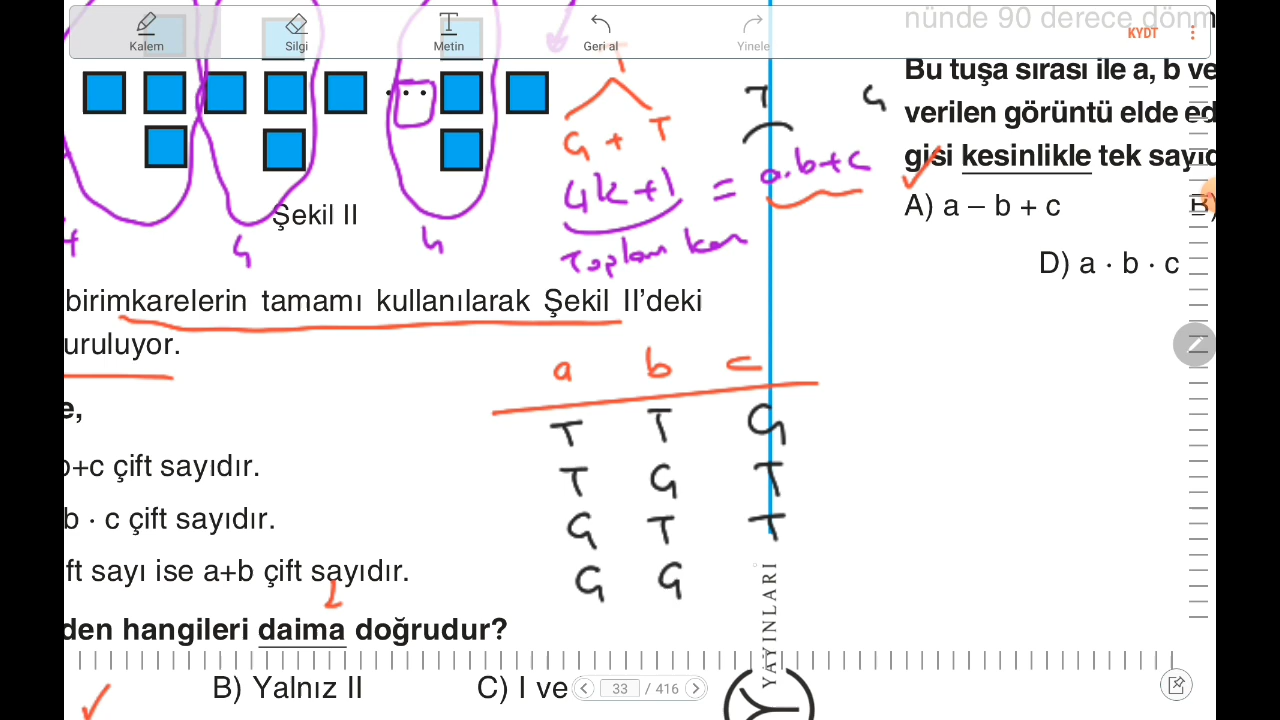 nünde 90 derece dönm
Kalem
Silgi
Metin
Geri al
Yinele
KYDT
Bu tuşa sırası ile a, b ve
verilen görüntü elde ed
gisi kesinlikle tek sayıd
A) a – b + c
B)
D) a · b · c
T
Ç + T
T Ç
4k+1 = a.b+c
Toplam kar
Şekil II
4
4
birimkarelerin tamamı kullanılarak Şekil II'deki
uruluyor.
e,
b+c çift sayıdır.
b · c çift sayıdır.
ft sayı ise a+b çift sayıdır.
den hangileri daima doğrudur?
B) Yalnız II
C) I ve
a b c
T T Ç
T Ç T
Ç T T
Ç Ç
YAYINLARI
33 / 416